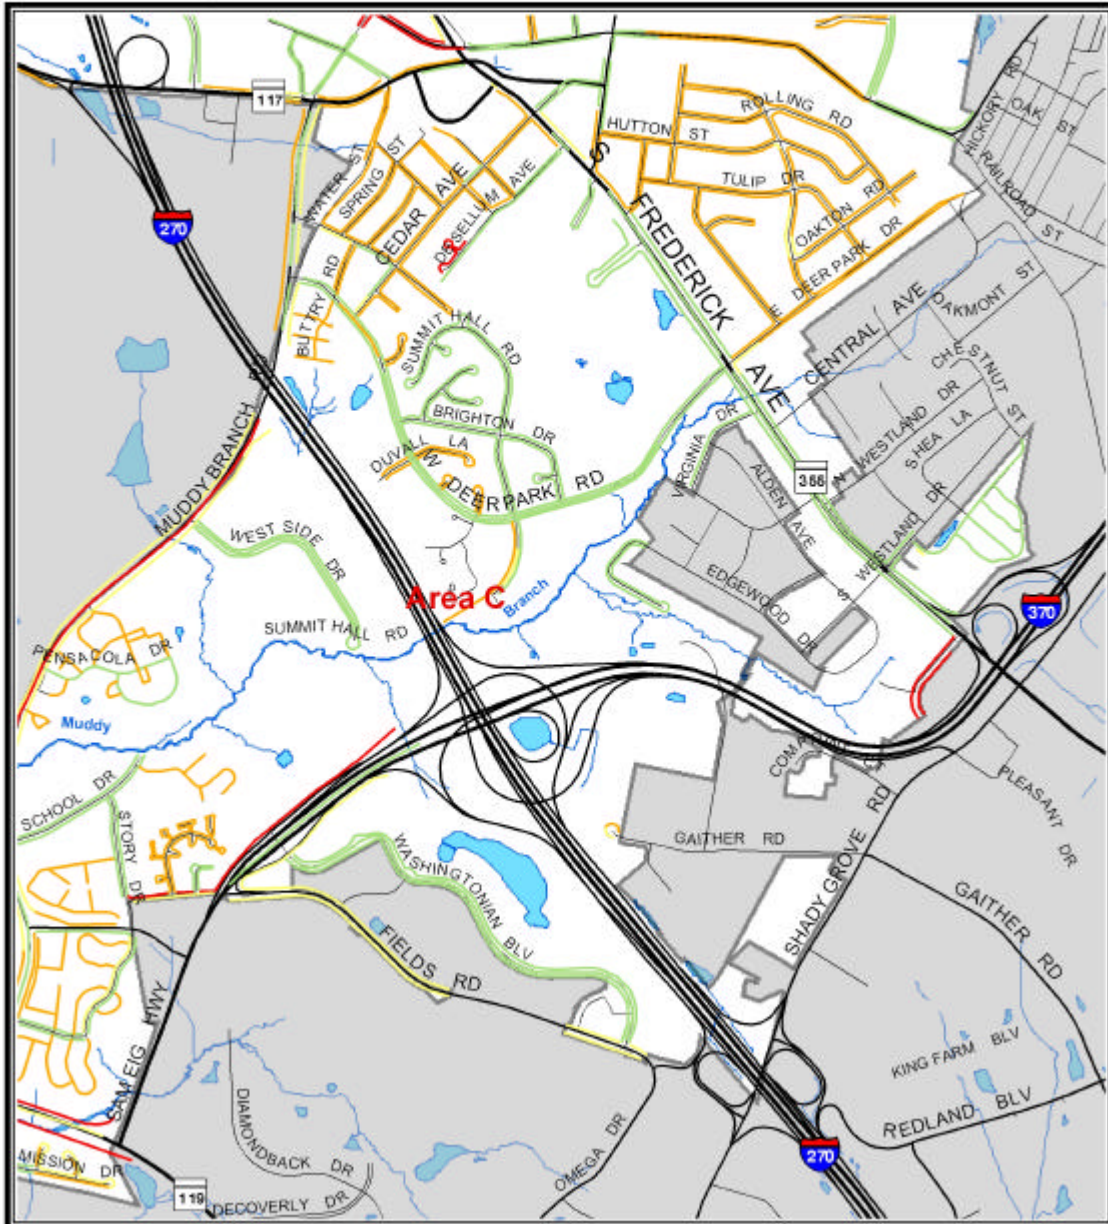 117
ROLLING RD
HICKORY RD
OAK ST
HUTTON ST
S
RAILROAD ST
WATER ST
SPRING ST
CEDAR AVE
DESELLUM AVE
TULIP DR
OAKTON RD
DEER PARK DR
E
270
FREDERICK AVE
BUTTRY RD
SUMMIT HALL RD
CENTRAL AVE
OAKMONT ST
CHESTNUT ST
MUDDY BRANCH RD
BRIGHTON DR
DUVALL LA
W DEER PARK RD
VIRGINIA DR
N WESTLAND DR
SHEA LA
355
ALDEN AVE
S WESTLAND DR
WEST SIDE DR
EDGEWOOD DR
Area C
Branch
370
SUMMIT HALL RD
PENSACOLA DR
Muddy
PLEASANT DR
SCHOOL DR
STORY DR
GAITHER RD
SHADY GROVE RD
GAITHER RD
WASHINGTONIAN BLV
FIELDS RD
SAM EIG HWY
KING FARM BLV
REDLAND BLV
DIAMONDBACK DR
OMEGA DR
270
MISSION DR
119
DECOVERLY DR